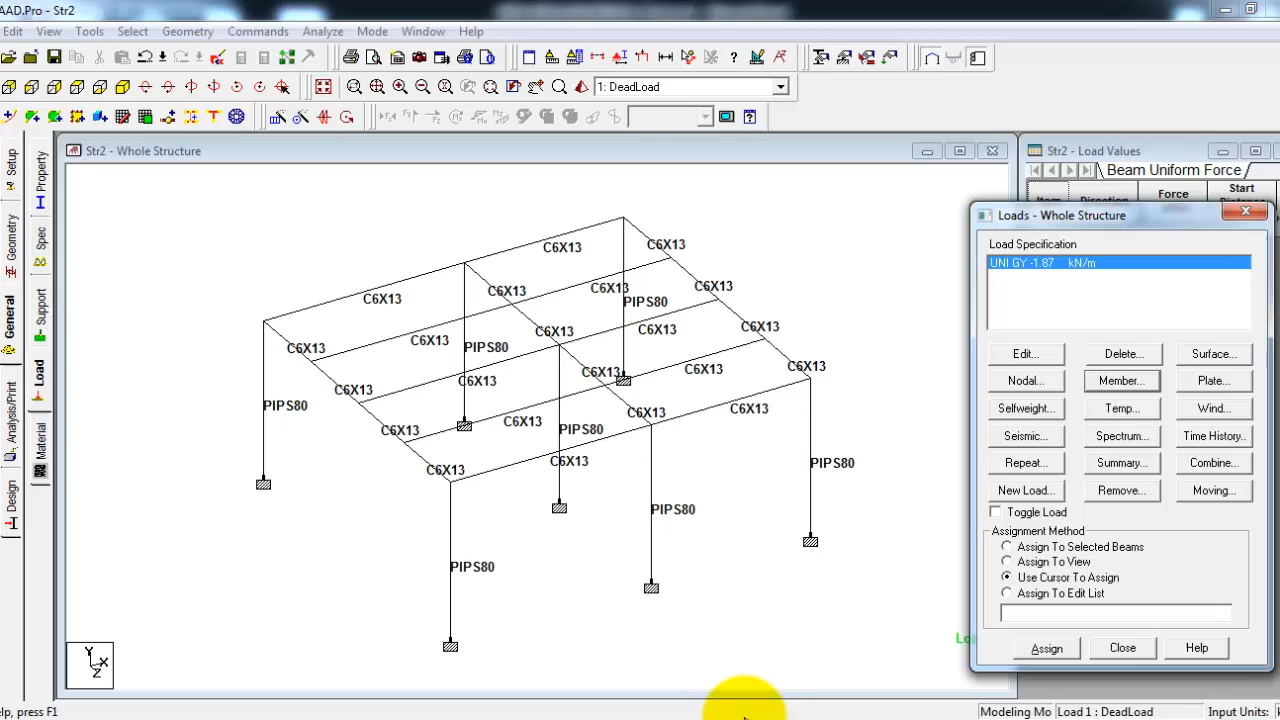 AAD.Pro - Str2
Edit View Tools Select Geometry Commands Analyze Mode Window Help
1: DeadLoad
Setup
Geometry
General
Analysis/Print
Design
Property
Spec
Support
Load
Material
Str2 - Whole Structure
C6X13
C6X13
C6X13
C6X13
C6X13
C6X13
PIPS80
C6X13
C6X13
C6X13
C6X13
C6X13
C6X13
PIPS80
C6X13
C6X13
C6X13
C6X13
C6X13
C6X13
PIPS80
C6X13
C6X13
C6X13
PIPS80
C6X13
C6X13
PIPS80
PIPS80
PIPS80
Y
X
Z
Str2 - Load Values
Beam Uniform Force
Force
Start
Loads - Whole Structure
Load Specification
UNI GY -1.87 kN/m
Edit... Delete... Surface...
Nodal... Member... Plate...
Selfweight... Temp... Wind...
Seismic... Spectrum... Time History..
Repeat... Summary... Combine...
New Load... Remove... Moving...
Toggle Load
Assignment Method
Assign To Selected Beams
Assign To View
Use Cursor To Assign
Assign To Edit List
Assign Close Help
elp, press F1
Modeling Mo Load 1 : DeadLoad Input Units: